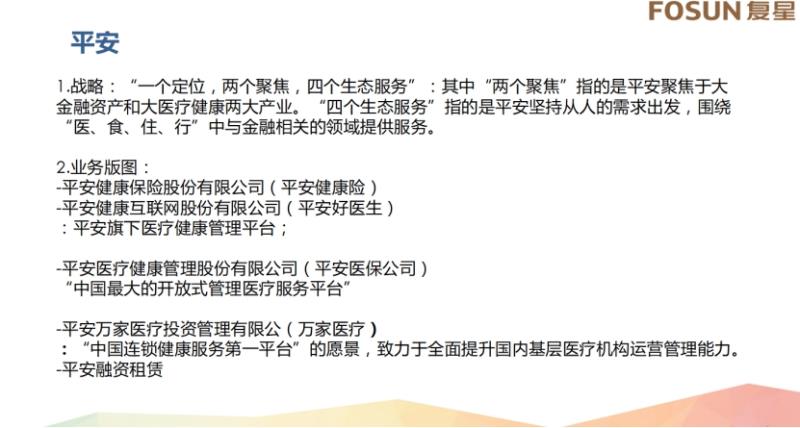 FOSUN复星
平安
1.战略：“一个定位，两个聚焦，四个生态服务”：其中“两个聚焦”指的是平安聚焦于大
金融资产和大医疗健康两大产业。“四个生态服务”指的是平安坚持从人的需求出发，围绕
“医、食、住、行”中与金融相关的领域提供服务。
2.业务版图：
-平安健康保险股份有限公司（平安健康险）
-平安健康互联网股份有限公司（平安好医生）
：平安旗下医疗健康管理平台；
-平安医疗健康管理股份有限公司（平安医保公司）
“中国最大的开放式管理医疗服务平台”
-平安万家医疗投资管理有限公（万家医疗）
：“中国连锁健康服务第一平台”的愿景，致力于全面提升国内基层医疗机构运营管理能力。
-平安融资租赁